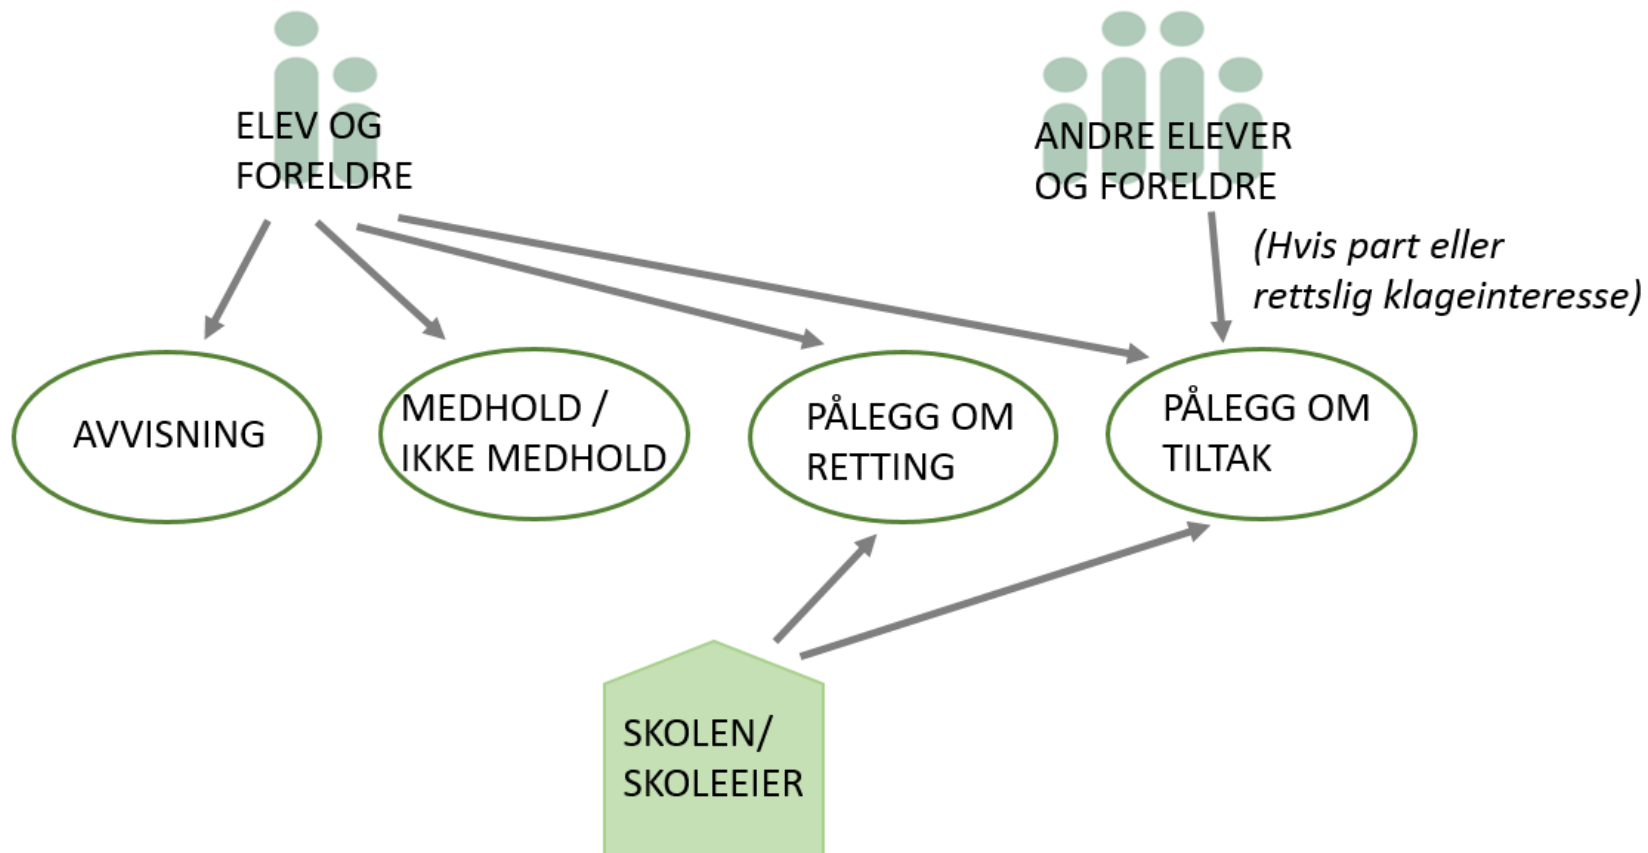 ELEV OG
FORELDRE
ANDRE ELEVER
OG FORELDRE
(Hvis part eller
rettslig klageinteresse)
AVVISNING
MEDHOLD /
IKKE MEDHOLD
PÅLEGG OM
RETTING
PÅLEGG OM
TILTAK
SKOLEN/
SKOLEEIER